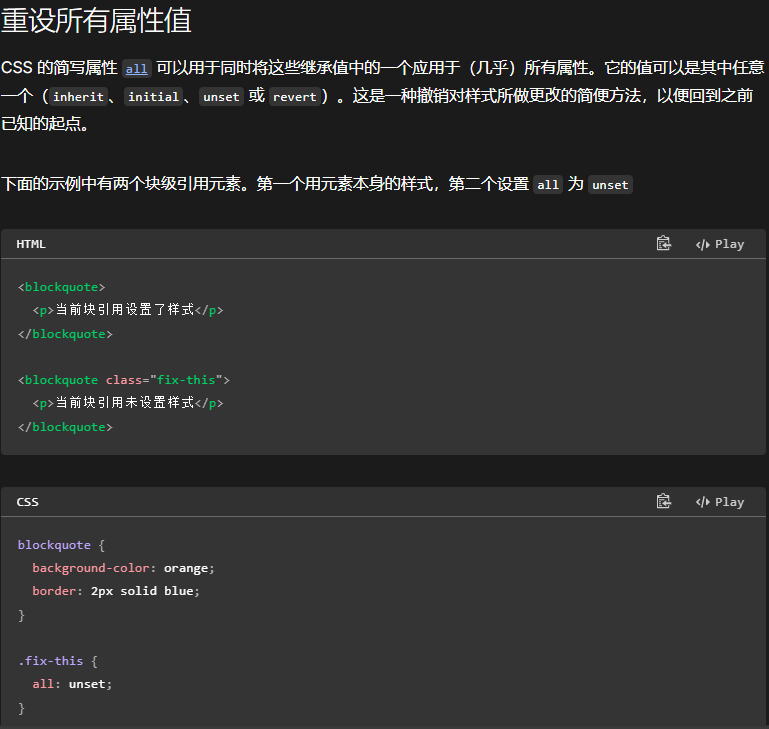 重设所有属性值
CSS 的简写属性 all 可以用于同时将这些继承值中的一个应用于（几乎）所有属性。它的值可以是其中任意
一个（inherit、initial、unset 或 revert）。这是一种撤销对样式所做更改的简便方法，以便回到之前
已知的起点。
下面的示例中有两个块级引用元素。第一个用元素本身的样式，第二个设置 all 为 unset
HTML
Play
<blockquote>
  <p>当前块引用设置了样式</p>
</blockquote>
<blockquote class="fix-this">
  <p>当前块引用未设置样式</p>
</blockquote>
CSS
Play
blockquote {
  background-color: orange;
  border: 2px solid blue;
}
.fix-this {
  all: unset;
}